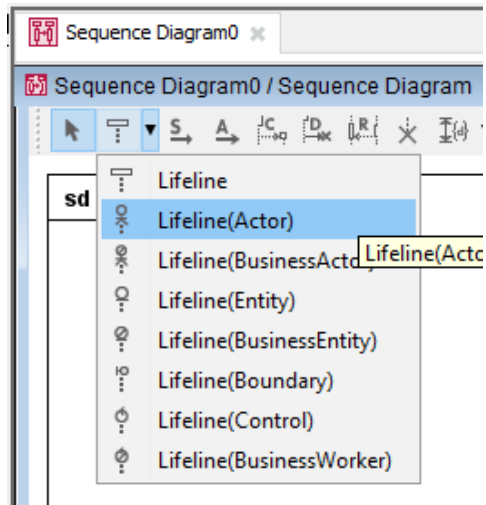 Sequence Diagram0
Sequence Diagram0 / Sequence Diagram
S A C D R {d}
sd
Lifeline
Lifeline(Actor)
Lifeline(BusinessActo
Lifeline(Acto
Lifeline(Entity)
Lifeline(BusinessEntity)
Lifeline(Boundary)
Lifeline(Control)
Lifeline(BusinessWorker)